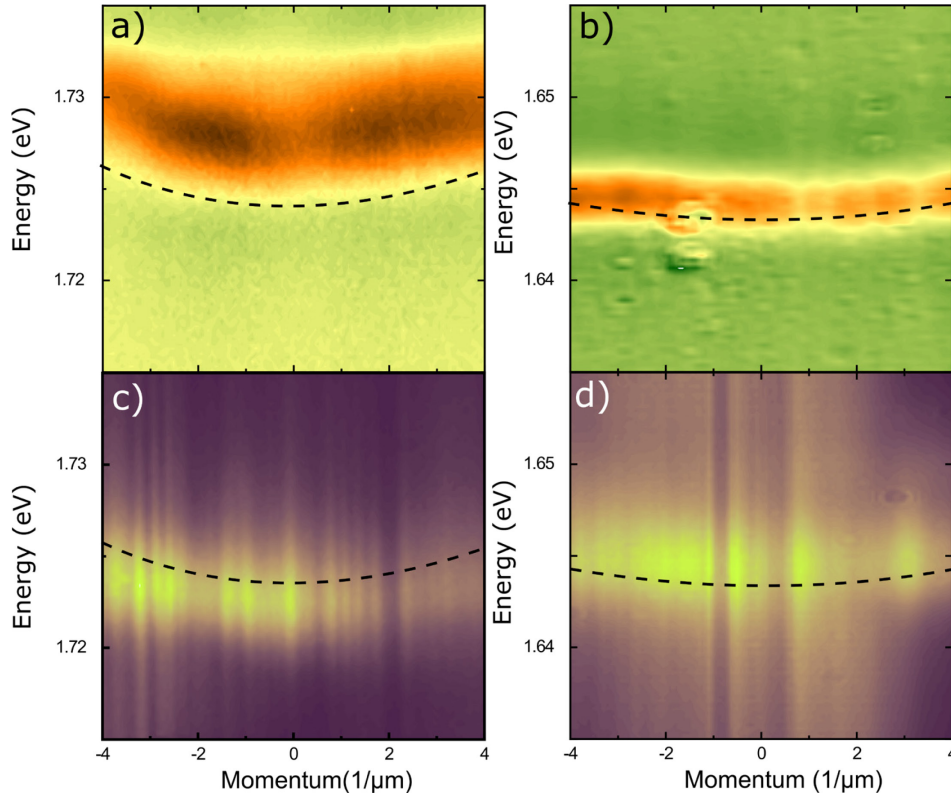 a)
Energy (eV)
1.73
1.72
b)
Energy (eV)
1.65
1.64
c)
Energy (eV)
1.73
1.72
-4
-2
0
2
4
Momentum(1/μm)
d)
Energy (eV)
1.65
1.64
-4
-2
0
2
4
Momentum (1/μm)